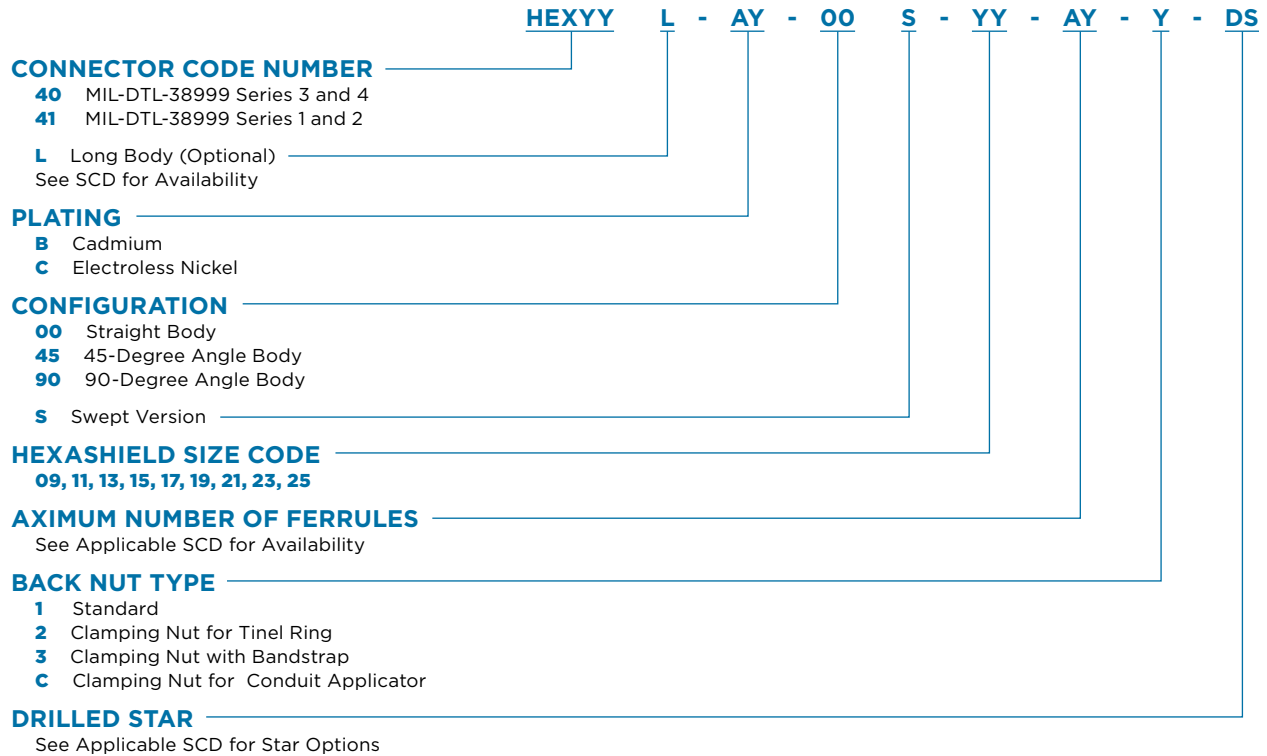 HEXYY L - AY - 00 S - YY - AY - Y - DS
CONNECTOR CODE NUMBER
40 MIL-DTL-38999 Series 3 and 4
41 MIL-DTL-38999 Series 1 and 2
L Long Body (Optional)
See SCD for Availability
PLATING
B Cadmium
C Electroless Nickel
CONFIGURATION
00 Straight Body
45 45-Degree Angle Body
90 90-Degree Angle Body
S Swept Version
HEXASHIELD SIZE CODE
09, 11, 13, 15, 17, 19, 21, 23, 25
AXIMUM NUMBER OF FERRULES
See Applicable SCD for Availability
BACK NUT TYPE
1 Standard
2 Clamping Nut for Tinel Ring
3 Clamping Nut with Bandstrap
C Clamping Nut for Conduit Applicator
DRILLED STAR
See Applicable SCD for Star Options